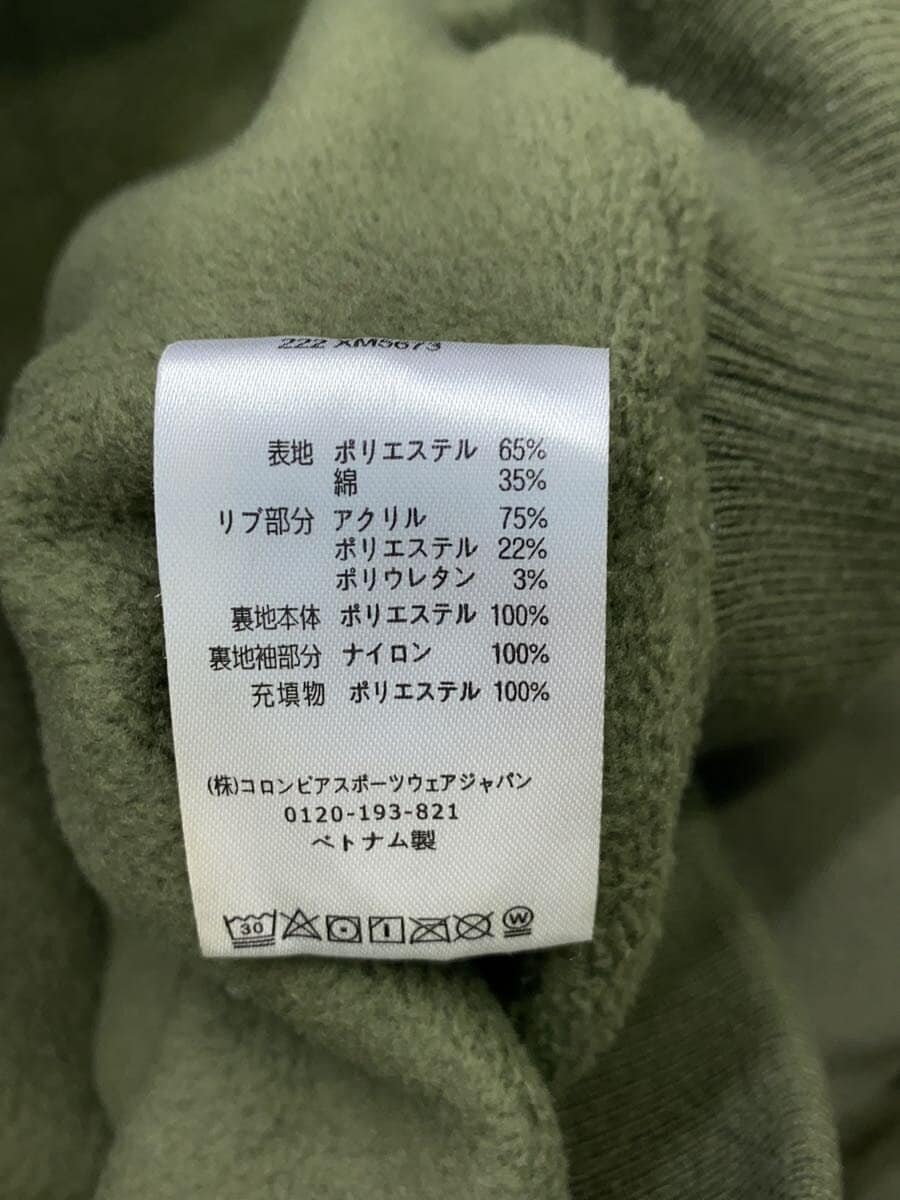 222 XM5673
表地 ポリエステル 65%
綿 35%
リブ部分 アクリル 75%
ポリエステル 22%
ポリウレタン 3%
裏地本体 ポリエステル 100%
裏地袖部分 ナイロン 100%
充填物 ポリエステル 100%
(株)コロンビアスポーツウェアジャパン
0120-193-821
ベトナム製
30 W